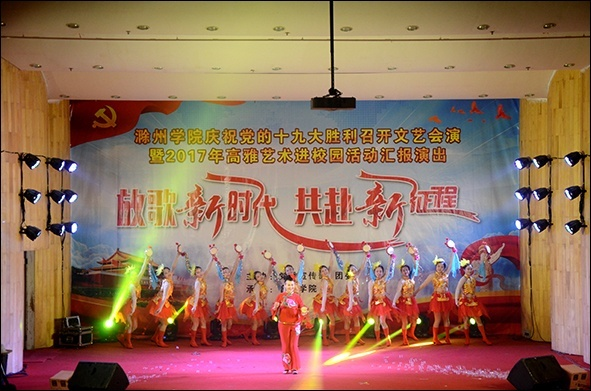 滁州学院庆祝党的十九大胜利召开文艺会演
暨2017年高雅艺术进校园活动汇报演出
放歌新时代 共赴新征程